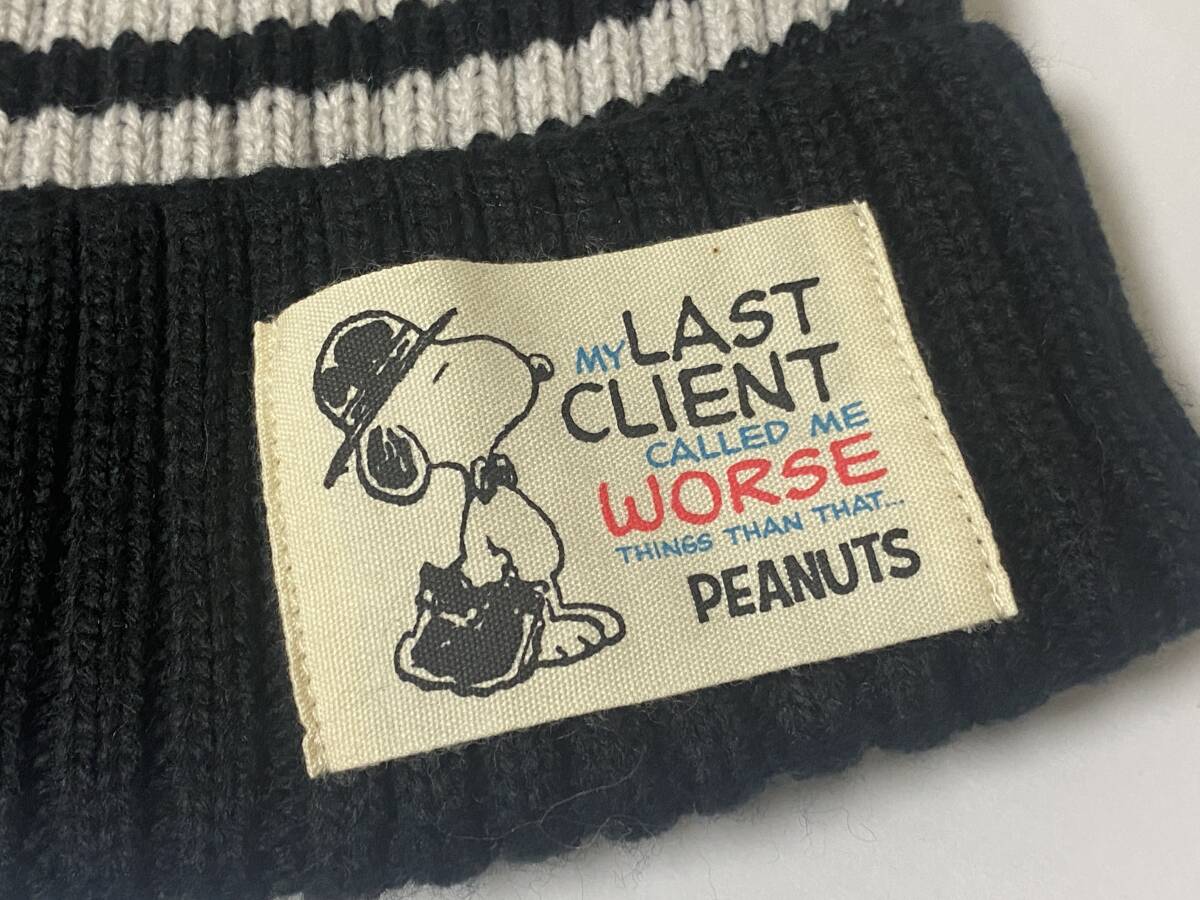 MY LAST
CLIENT
CALLED ME
WORSE
THINGS THAN THAT...
PEANUTS